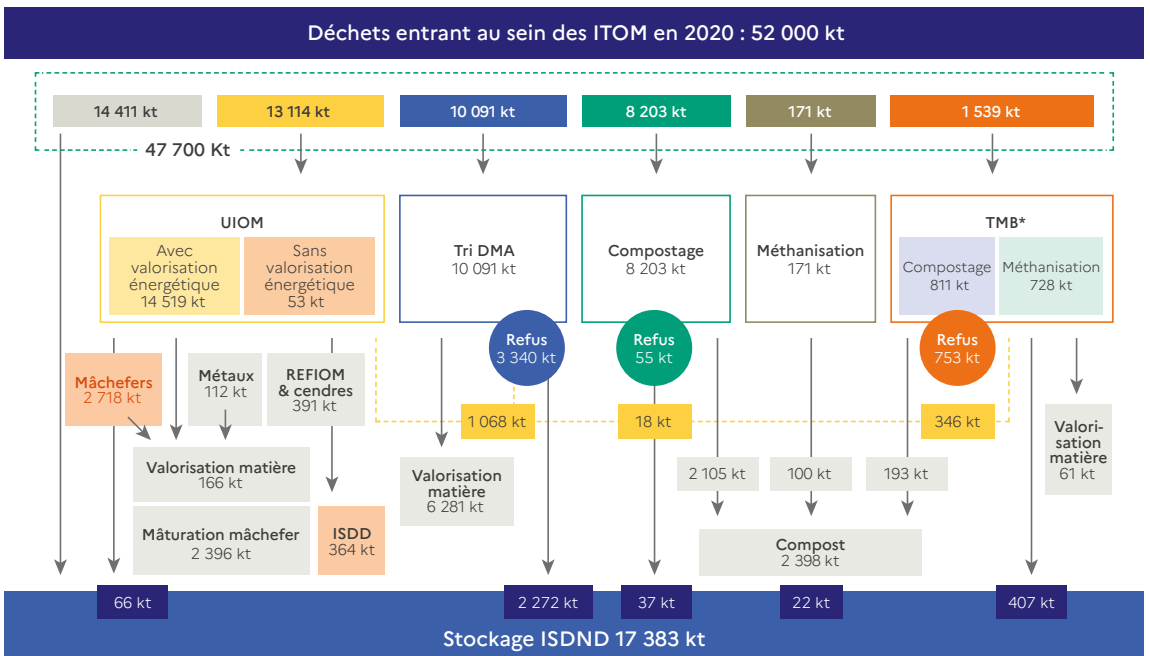 Déchets entrant au sein des ITOM en 2020 : 52 000 kt
14 411 kt
13 114 kt
10 091 kt
8 203 kt
171 kt
1 539 kt
47 700 Kt
UIOM
Avec
valorisation
énergétique
14 519 kt
Sans
valorisation
énergétique
53 kt
Tri DMA
10 091 kt
Compostage
8 203 kt
Méthanisation
171 kt
TMB*
Compostage
811 kt
Méthanisation
728 kt
Refus
3 340 kt
Refus
55 kt
Refus
753 kt
Mâchefers
2 718 kt
Métaux
112 kt
REFIOM
& cendres
391 kt
1 068 kt
18 kt
346 kt
Valorisation matière
166 kt
Mâturation mâchefer
2 396 kt
ISDD
364 kt
Valorisation
matière
6 281 kt
2 105 kt
100 kt
193 kt
Compost
2 398 kt
Valori-
sation
matière
61 kt
66 kt
2 272 kt
37 kt
22 kt
407 kt
Stockage ISDND 17 383 kt